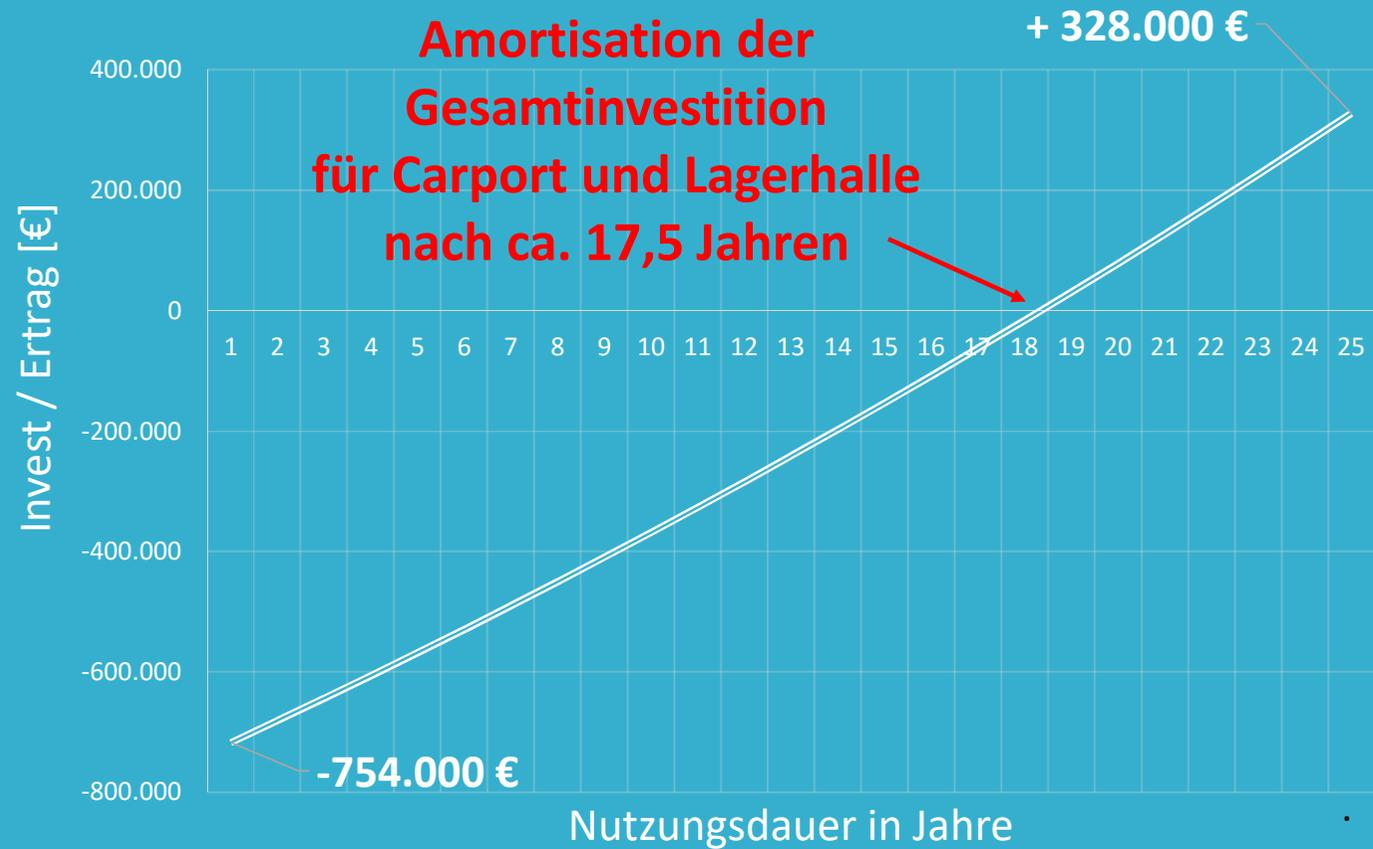 + 328.000 €
Amortisation der
Gesamtinvestition
für Carport und Lagerhalle
nach ca. 17,5 Jahren
Invest / Ertrag [€]
400.000
200.000
0
-200.000
-400.000
-600.000
-800.000
1 2 3 4 5 6 7 8 9 10 11 12 13 14 15 16 17 18 19 20 21 22 23 24 25
-754.000 €
Nutzungsdauer in Jahre
.